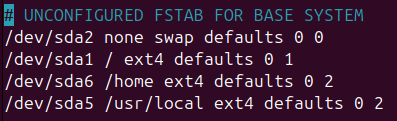 # UNCONFIGURED FSTAB FOR BASE SYSTEM
/dev/sda2 none swap defaults 0 0
/dev/sda1 / ext4 defaults 0 1
/dev/sda6 /home ext4 defaults 0 2
/dev/sda5 /usr/local ext4 defaults 0 2